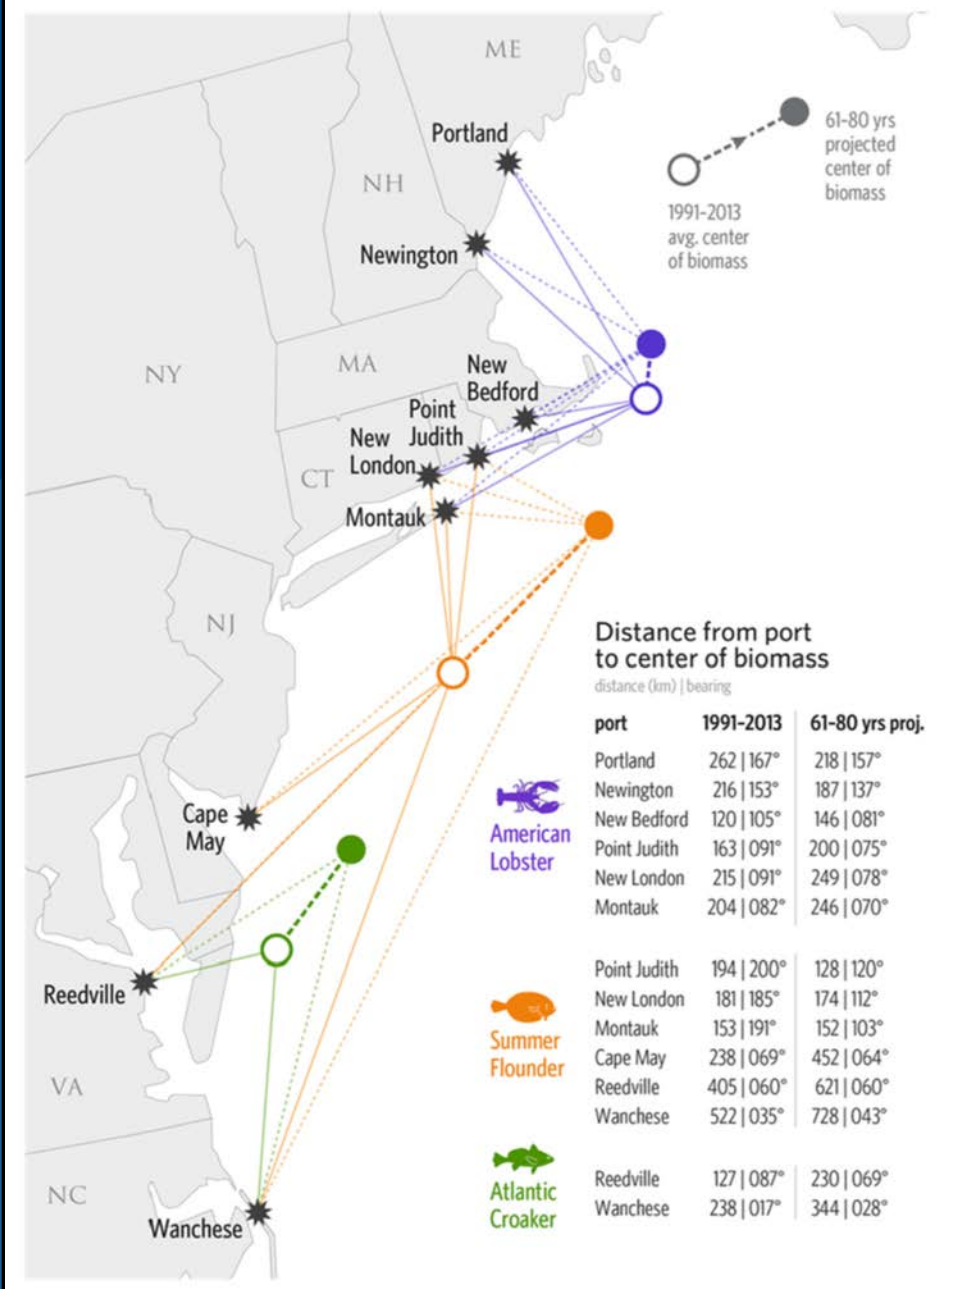 ME
Portland
NH
Newington
61-80 yrs
projected
center of
biomass
1991-2013
avg. center
of biomass
NY
MA
New
Bedford
Point
Judith
New
London
CT
Montauk
NJ
Cape
May
Reedville
VA
NC
Wanchese
Distance from port
to center of biomass
distance (km) | bearing
port 1991-2013 61-80 yrs proj.
American
Lobster
Portland 262 | 167° 218 | 157°
Newington 216 | 153° 187 | 137°
New Bedford 120 | 105° 146 | 081°
Point Judith 163 | 091° 200 | 075°
New London 215 | 091° 249 | 078°
Montauk 204 | 082° 246 | 070°
Summer
Flounder
Point Judith 194 | 200° 128 | 120°
New London 181 | 185° 174 | 112°
Montauk 153 | 191° 152 | 103°
Cape May 238 | 069° 452 | 064°
Reedville 405 | 060° 621 | 060°
Wanchese 522 | 035° 728 | 043°
Atlantic
Croaker
Reedville 127 | 087° 230 | 069°
Wanchese 238 | 017° 344 | 028°